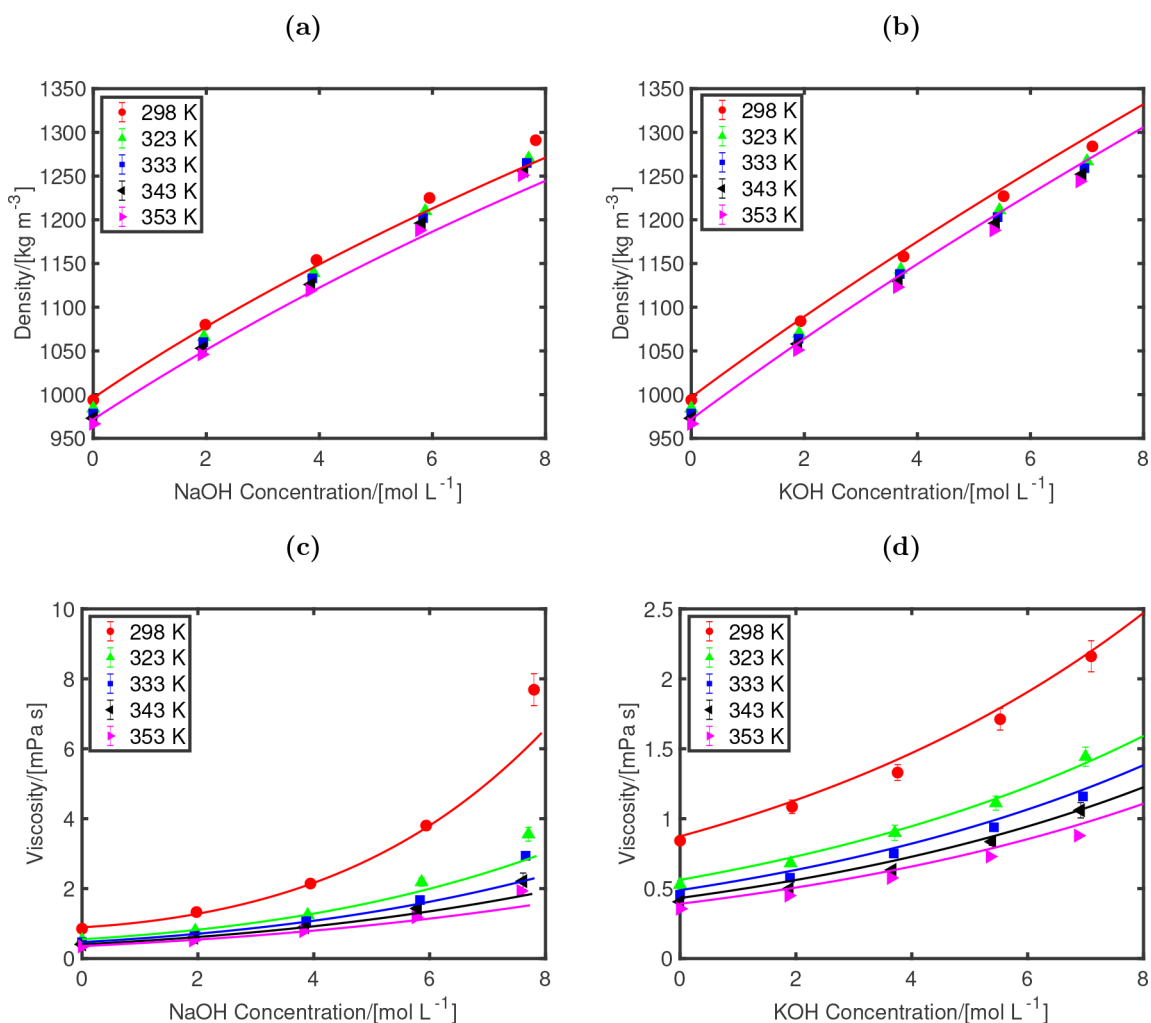 (a)
1350
1300
1250
1200
1150
1100
1050
1000
950
Density/[kg m⁻³]
298 K
323 K
333 K
343 K
353 K
0 2 4 6 8
NaOH Concentration/[mol L⁻¹]
(b)
1350
1300
1250
1200
1150
1100
1050
1000
950
Density/[kg m⁻³]
298 K
323 K
333 K
343 K
353 K
0 2 4 6 8
KOH Concentration/[mol L⁻¹]
(c)
10
8
6
4
2
0
Viscosity/[mPa s]
298 K
323 K
333 K
343 K
353 K
0 2 4 6 8
NaOH Concentration/[mol L⁻¹]
(d)
2.5
2
1.5
1
0.5
0
Viscosity/[mPa s]
298 K
323 K
333 K
343 K
353 K
0 2 4 6 8
KOH Concentration/[mol L⁻¹]